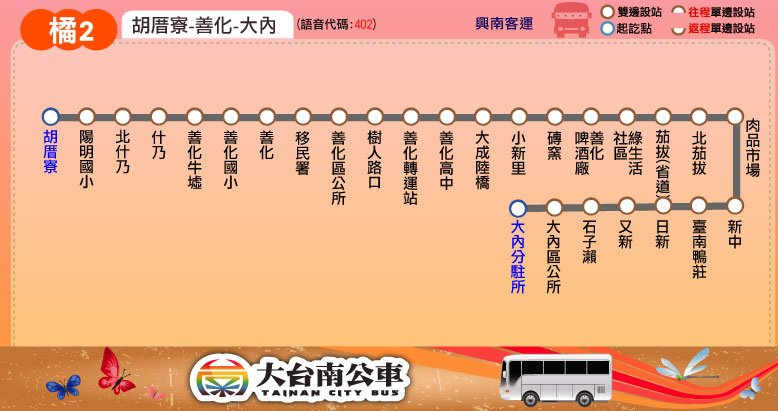 橘2
胡厝寮-善化-大內
(語音代碼:402)
興南客運
雙邊設站
起訖點
往程單邊設站
返程單邊設站
胡厝寮
陽明國小
北什乃
什乃
善化牛墟
善化國小
善化
移民署
善化區公所
樹人路口
善化轉運站
善化高中
大成陸橋
小新里
磚窯
善化
啤酒廠
綠生活
社區
茄拔(省道)
北茄拔
肉品市場
新中
臺南鴨莊
日新
又新
石子瀨
大內區公所
大內分駐所
大台南公車
TAINAN CITY BUS